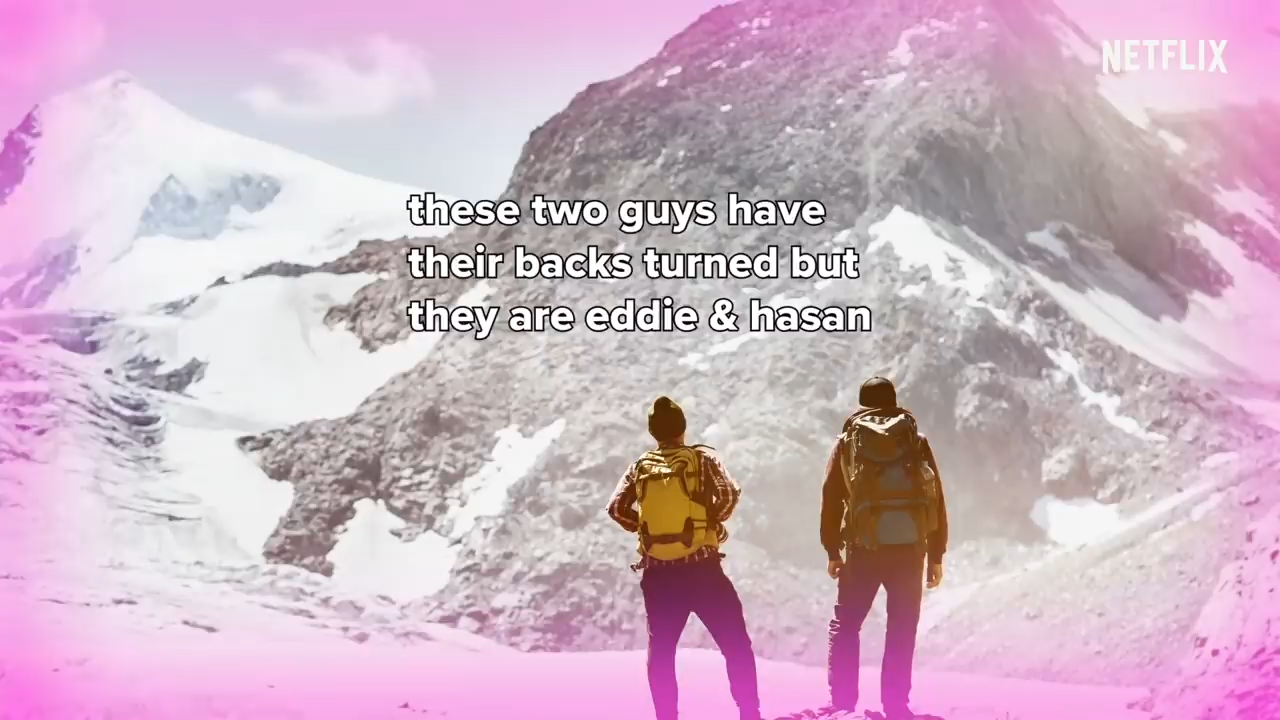 NETFLIX
these two guys have
their backs turned but
they are eddie & hasan